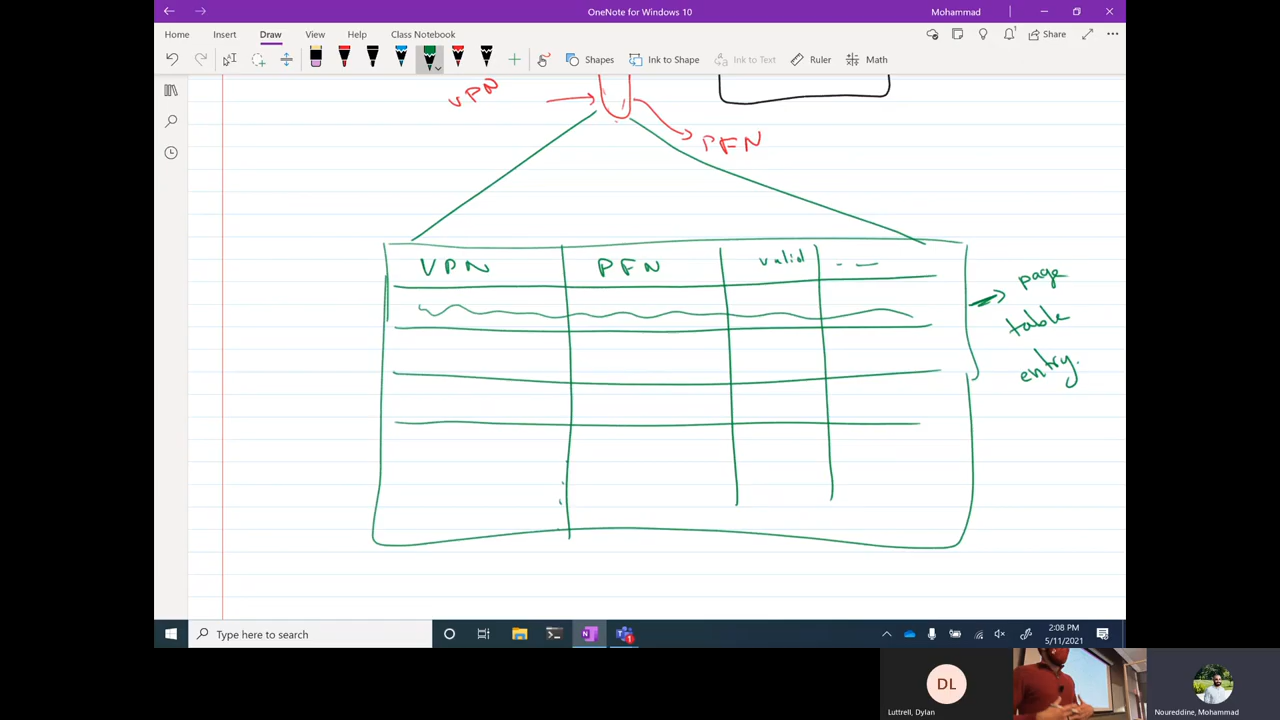 OneNote for Windows 10
Mohammad
Home Insert Draw View Help Class Notebook
Share
Shapes
Ink to Shape
Ink to Text
Ruler
Math
VPN
PFN
VPN PFN valid
page
table
entry.
Type here to search
1
2:08 PM
5/11/2021
DL
Luttrell, Dylan
Noureddine, Mohammad